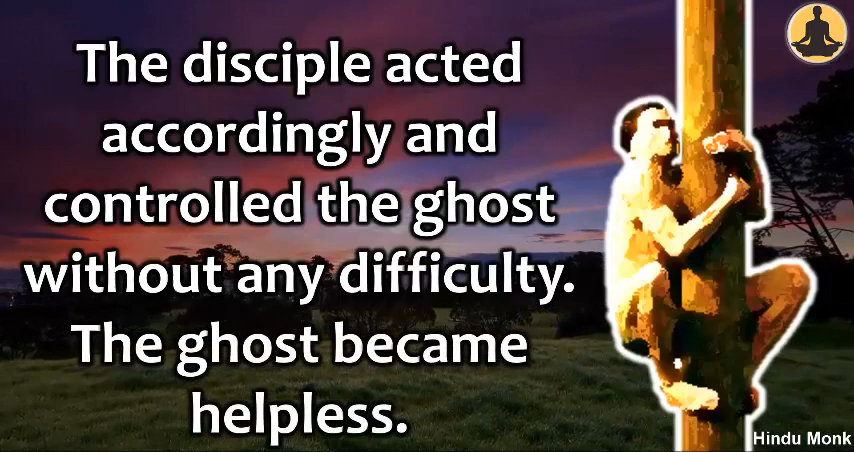 The disciple acted
accordingly and
controlled the ghost
without any difficulty.
The ghost became
helpless.
Hindu Monk